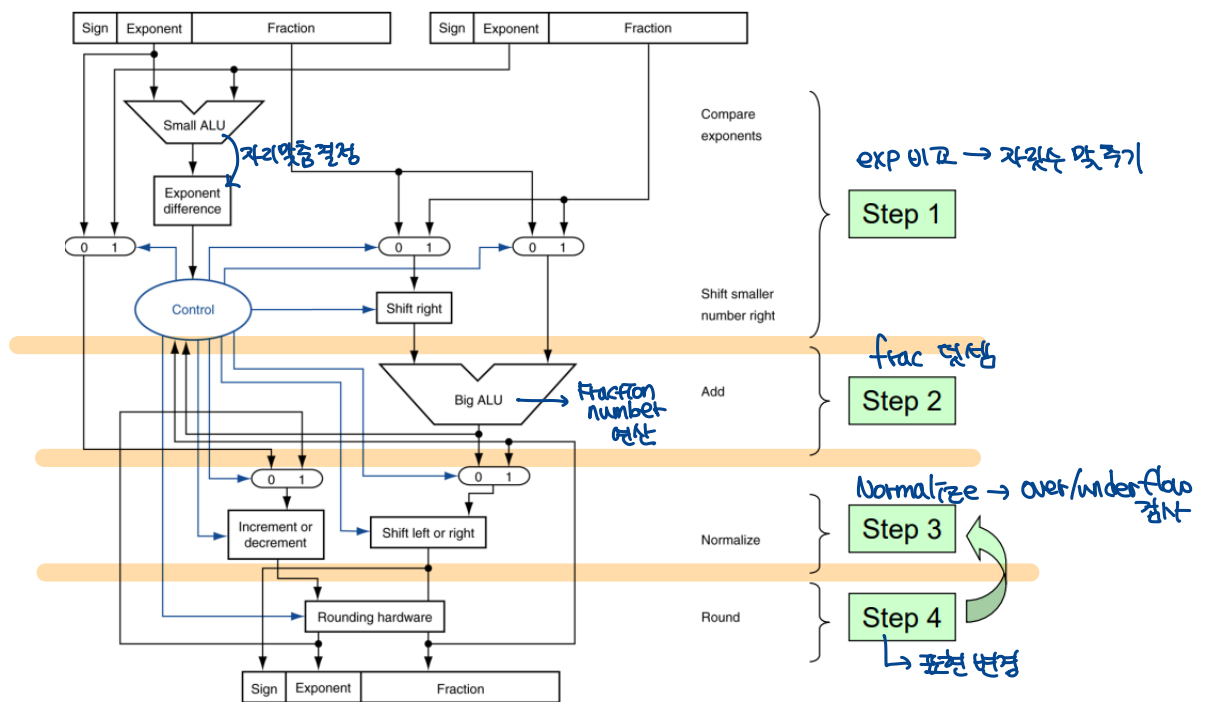 Sign Exponent Fraction
Sign Exponent Fraction
Small ALU
자리맞춤결정
Compare
exponents
exp 비교 → 자릿수 맞추기
Exponent
difference
Step 1
0 1
0 1
0 1
Control
Shift right
Shift smaller
number right
frac 덧셈
Big ALU
Fraction
number
연산
Add
Step 2
0 1
0 1
Normalize → over/underflow
검사
Increment or
decrement
Shift left or right
Normalize
Step 3
Rounding hardware
Round
Step 4
↳ 표현 변경
Sign Exponent Fraction